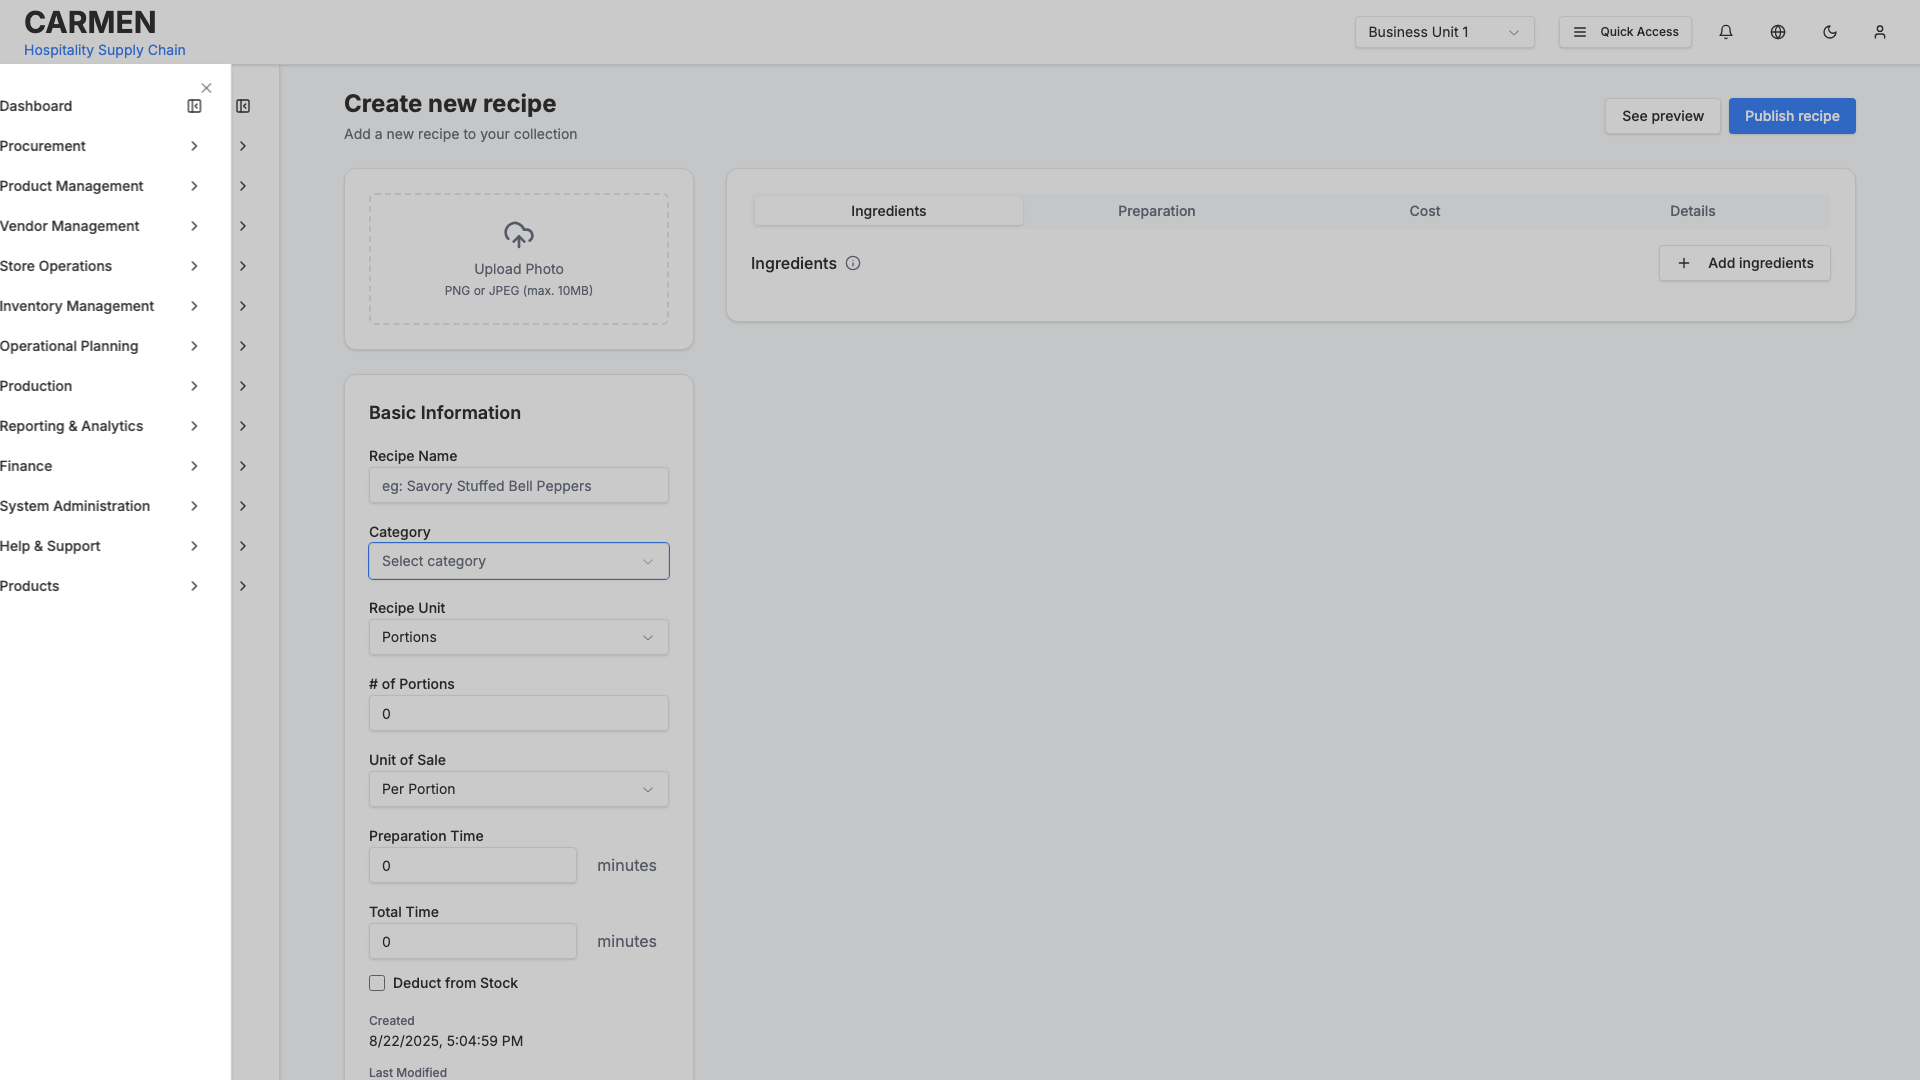 CARMEN
Hospitality Supply Chain
Business Unit 1
Quick Access
Dashboard
Procurement
Product Management
Vendor Management
Store Operations
Inventory Management
Operational Planning
Production
Reporting & Analytics
Finance
System Administration
Help & Support
Products
Create new recipe
Add a new recipe to your collection
See preview
Publish recipe
Upload Photo
PNG or JPEG (max. 10MB)
Basic Information
Recipe Name
eg: Savory Stuffed Bell Peppers
Category
Select category
Recipe Unit
Portions
# of Portions
0
Unit of Sale
Per Portion
Preparation Time
0 minutes
Total Time
0 minutes
Deduct from Stock
Created
8/22/2025, 5:04:59 PM
Last Modified
Ingredients Preparation Cost Details
Ingredients
Add ingredients